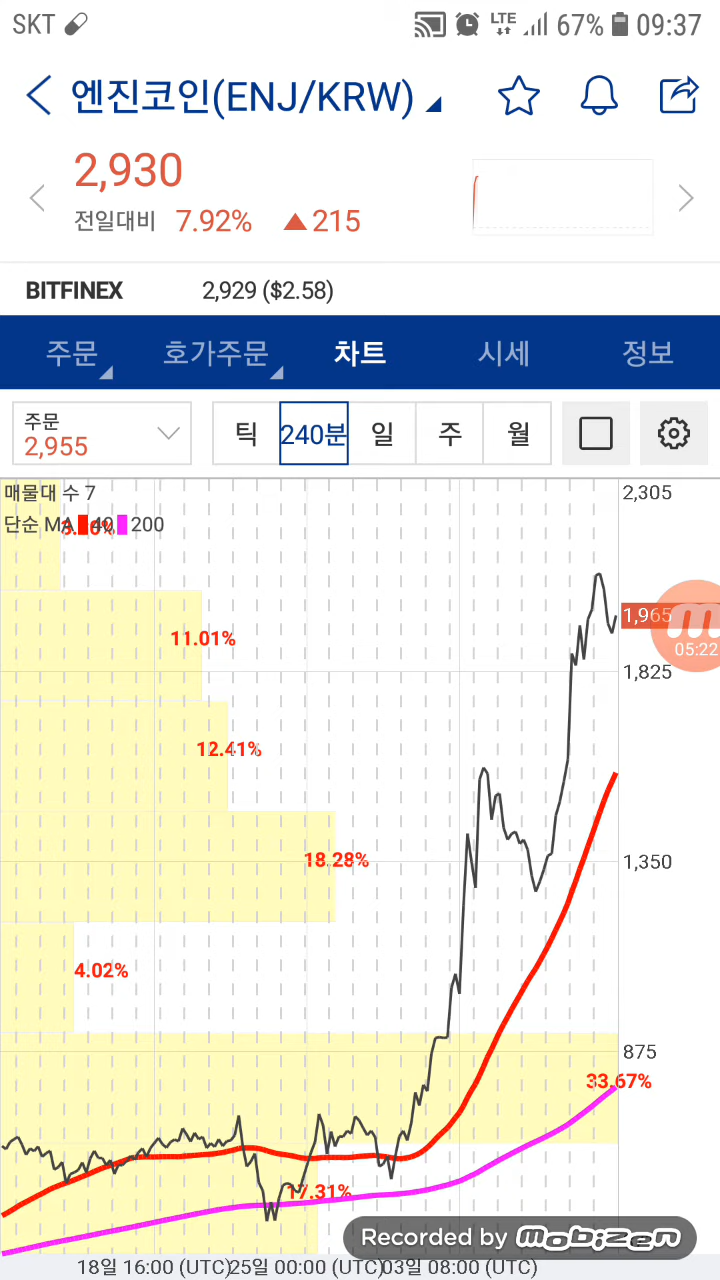 SKT LTE 67% 09:37
엔진코인(ENJ/KRW)
2,930
전일대비 7.92% ▲215
BITFINEX 2,929 ($2.58)
주문 호가주문 차트 시세 정보
주문
2,955
틱 240분 일 주 월
매물대 수 7
단순 MA 40 200
2,305
11.01%
1,965
05:22
1,825
12.41%
18.28%
1,350
4.02%
875
33.67%
17.31%
Recorded by mobizen
18일 16:00 (UTC) 25일 00:00 (UTC) 03일 08:00 (UTC)